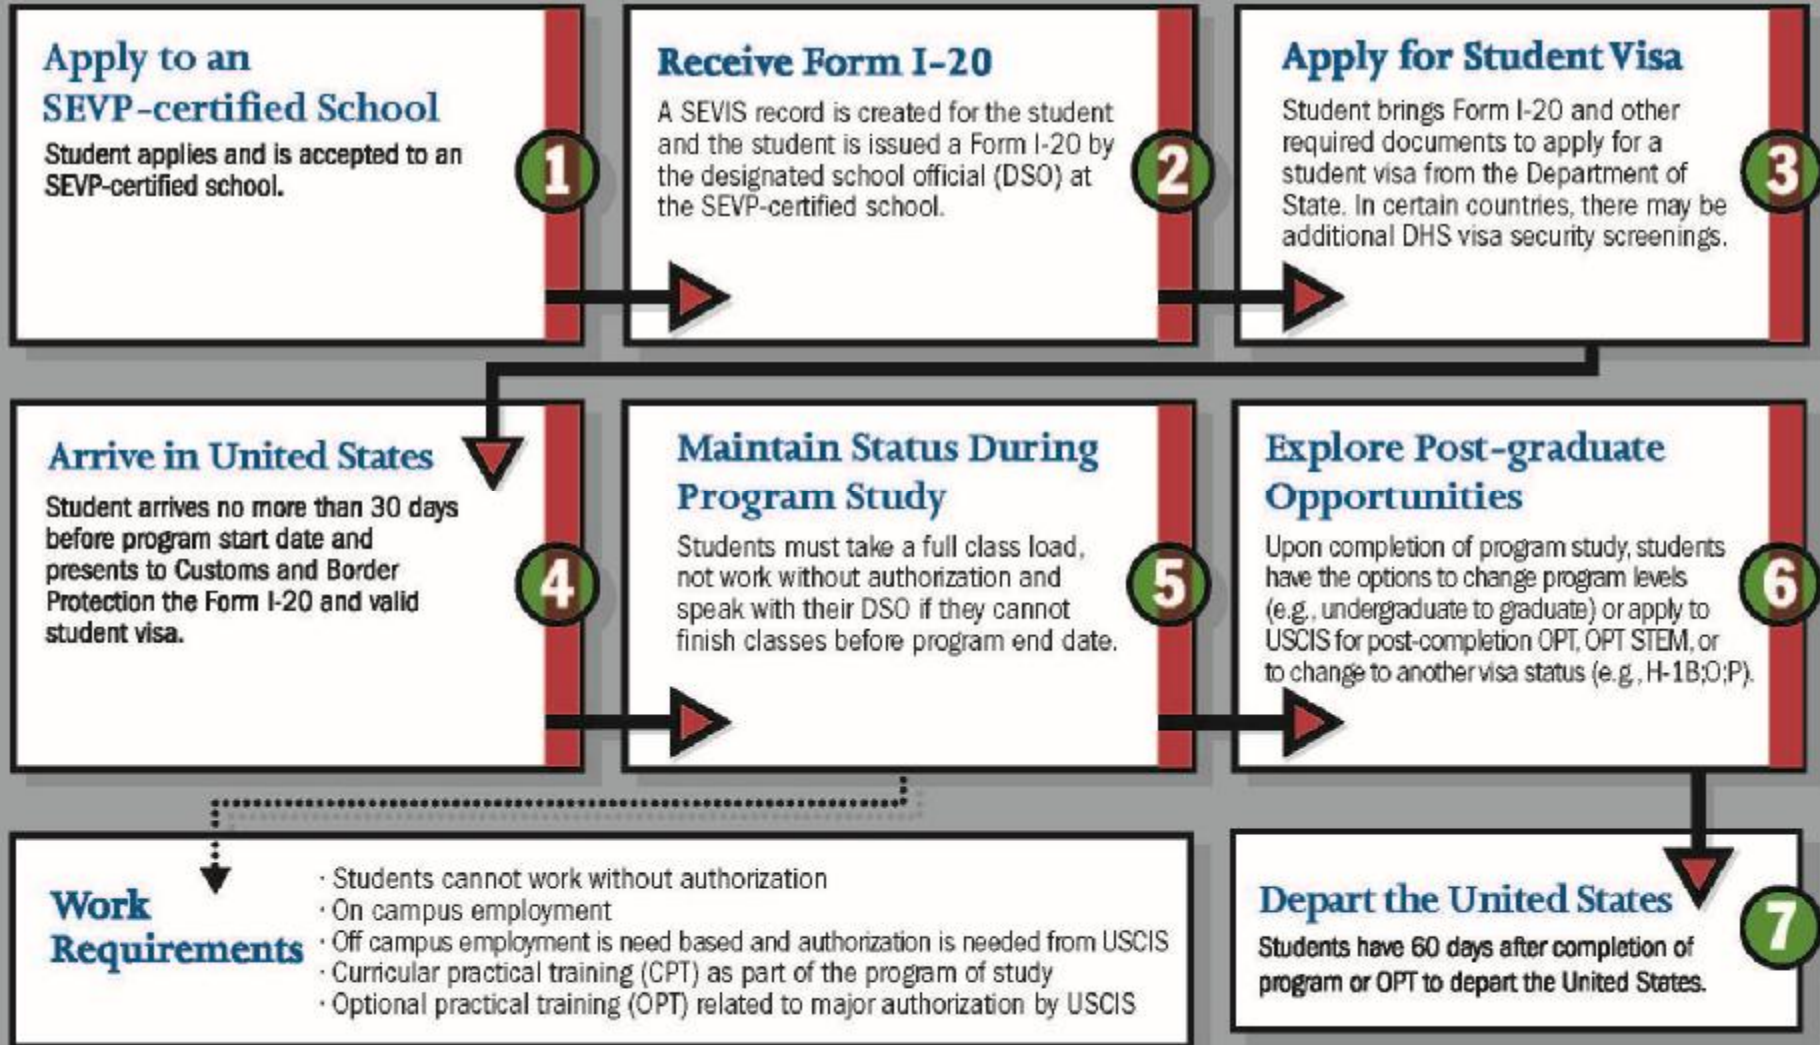 Apply to an
SEVP-certified School
Student applies and is accepted to an
SEVP-certified school.
1
Receive Form I-20
A SEVIS record is created for the student
and the student is issued a Form I-20 by
the designated school official (DSO) at
the SEVP-certified school.
2
Apply for Student Visa
Student brings Form I-20 and other
required documents to apply for a
student visa from the Department of
State. In certain countries, there may be
additional DHS visa security screenings.
3
Arrive in United States
Student arrives no more than 30 days
before program start date and
presents to Customs and Border
Protection the Form I-20 and valid
student visa.
4
Maintain Status During
Program Study
Students must take a full class load,
not work without authorization and
speak with their DSO if they cannot
finish classes before program end date.
5
Explore Post-graduate
Opportunities
Upon completion of program study, students
have the options to change program levels
(e.g., undergraduate to graduate) or apply to
USCIS for post-completion OPT, OPT STEM, or
to change to another visa status (e.g., H-1B;O;P).
6
Work
Requirements
· Students cannot work without authorization
· On campus employment
· Off campus employment is need based and authorization is needed from USCIS
· Curricular practical training (CPT) as part of the program of study
· Optional practical training (OPT) related to major authorization by USCIS
Depart the United States
Students have 60 days after completion of
program or OPT to depart the United States.
7